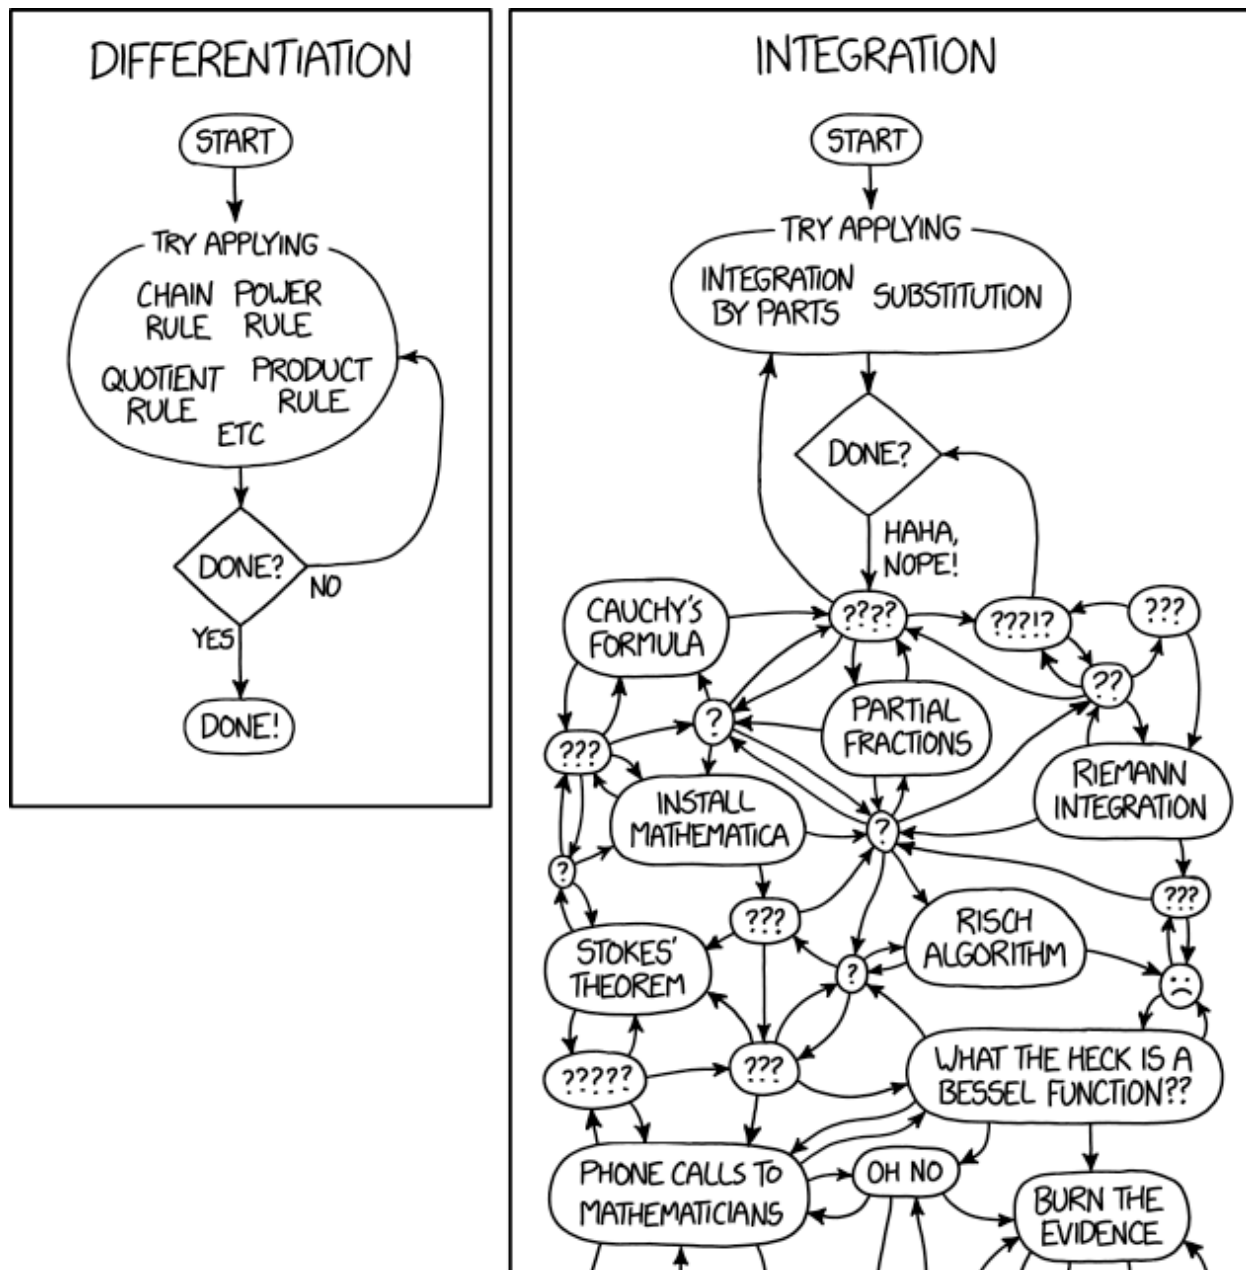 DIFFERENTIATION
START
TRY APPLYING
CHAIN POWER
RULE RULE
QUOTIENT PRODUCT
RULE RULE
ETC
DONE?
NO
YES
DONE!
INTEGRATION
START
TRY APPLYING
INTEGRATION
BY PARTS
SUBSTITUTION
DONE?
HAHA,
NOPE!
CAUCHY'S
FORMULA
????
???!?
???
??
?
PARTIAL
FRACTIONS
???
RIEMANN
INTEGRATION
INSTALL
MATHEMATICA
?
?
???
???
RISCH
ALGORITHM
STOKES'
THEOREM
?
?????
???
WHAT THE HECK IS A
BESSEL FUNCTION??
PHONE CALLS TO
MATHEMATICIANS
OH NO
BURN THE
EVIDENCE